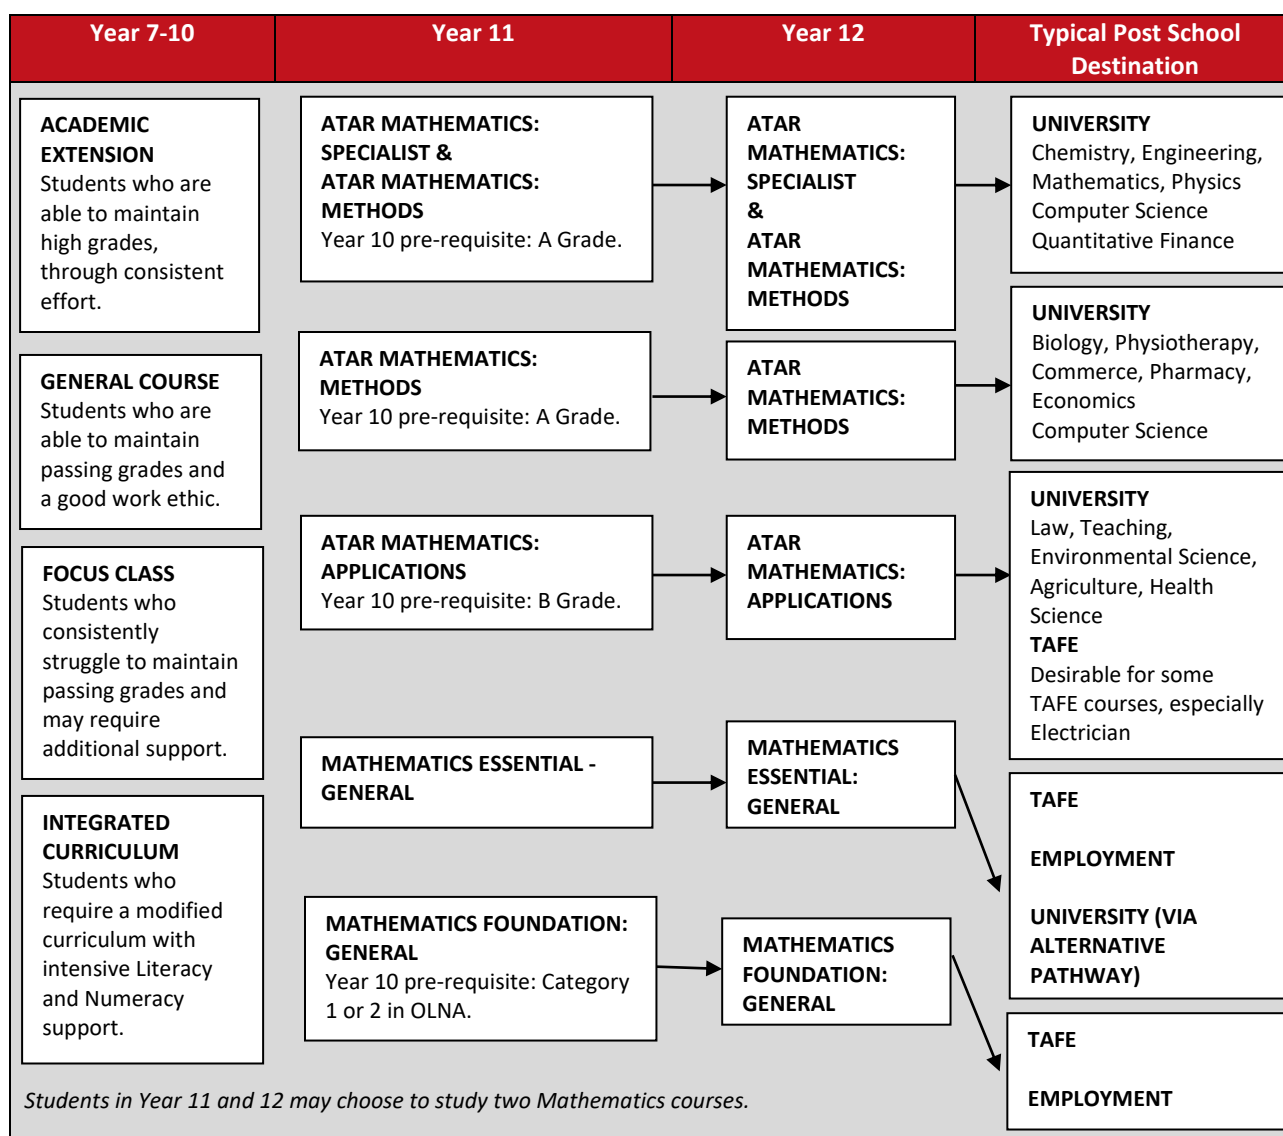 Year 7-10
Year 11
Year 12
Typical Post School
Destination
ACADEMIC
EXTENSION
Students who are
able to maintain
high grades,
through consistent
effort.
GENERAL COURSE
Students who are
able to maintain
passing grades and
a good work ethic.
FOCUS CLASS
Students who
consistently
struggle to maintain
passing grades and
may require
additional support.
INTEGRATED
CURRICULUM
Students who
require a modified
curriculum with
intensive Literacy
and Numeracy
support.
ATAR MATHEMATICS:
SPECIALIST &
ATAR MATHEMATICS:
METHODS
Year 10 pre-requisite: A Grade.
ATAR MATHEMATICS:
METHODS
Year 10 pre-requisite: A Grade.
ATAR MATHEMATICS:
APPLICATIONS
Year 10 pre-requisite: B Grade.
MATHEMATICS ESSENTIAL -
GENERAL
MATHEMATICS FOUNDATION:
GENERAL
Year 10 pre-requisite: Category
1 or 2 in OLNA.
ATAR
MATHEMATICS:
SPECIALIST
&
ATAR
MATHEMATICS:
METHODS
ATAR
MATHEMATICS:
METHODS
ATAR
MATHEMATICS:
APPLICATIONS
MATHEMATICS
ESSENTIAL:
GENERAL
MATHEMATICS
FOUNDATION:
GENERAL
UNIVERSITY
Chemistry, Engineering,
Mathematics, Physics
Computer Science
Quantitative Finance
UNIVERSITY
Biology, Physiotherapy,
Commerce, Pharmacy,
Economics
Computer Science
UNIVERSITY
Law, Teaching,
Environmental Science,
Agriculture, Health
Science
TAFE
Desirable for some
TAFE courses, especially
Electrician
TAFE
EMPLOYMENT
UNIVERSITY (VIA
ALTERNATIVE
PATHWAY)
TAFE
EMPLOYMENT
Students in Year 11 and 12 may choose to study two Mathematics courses.